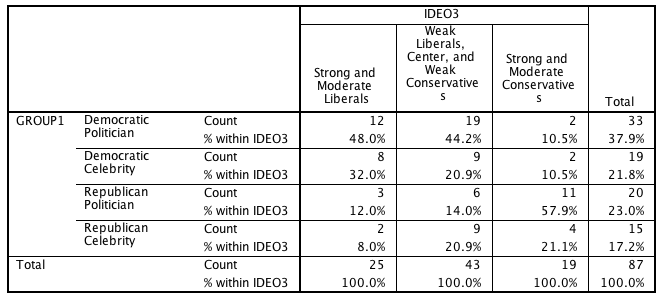 IDEO3
Strong and Moderate Liberals
Weak Liberals, Center, and Weak Conservative s
Strong and Moderate Conservative s
Total
GROUP1 Democratic Politician Count 12 19 2 33
% within IDEO3 48.0% 44.2% 10.5% 37.9%
Democratic Celebrity Count 8 9 2 19
% within IDEO3 32.0% 20.9% 10.5% 21.8%
Republican Politician Count 3 6 11 20
% within IDEO3 12.0% 14.0% 57.9% 23.0%
Republican Celebrity Count 2 9 4 15
% within IDEO3 8.0% 20.9% 21.1% 17.2%
Total Count 25 43 19 87
% within IDEO3 100.0% 100.0% 100.0% 100.0%